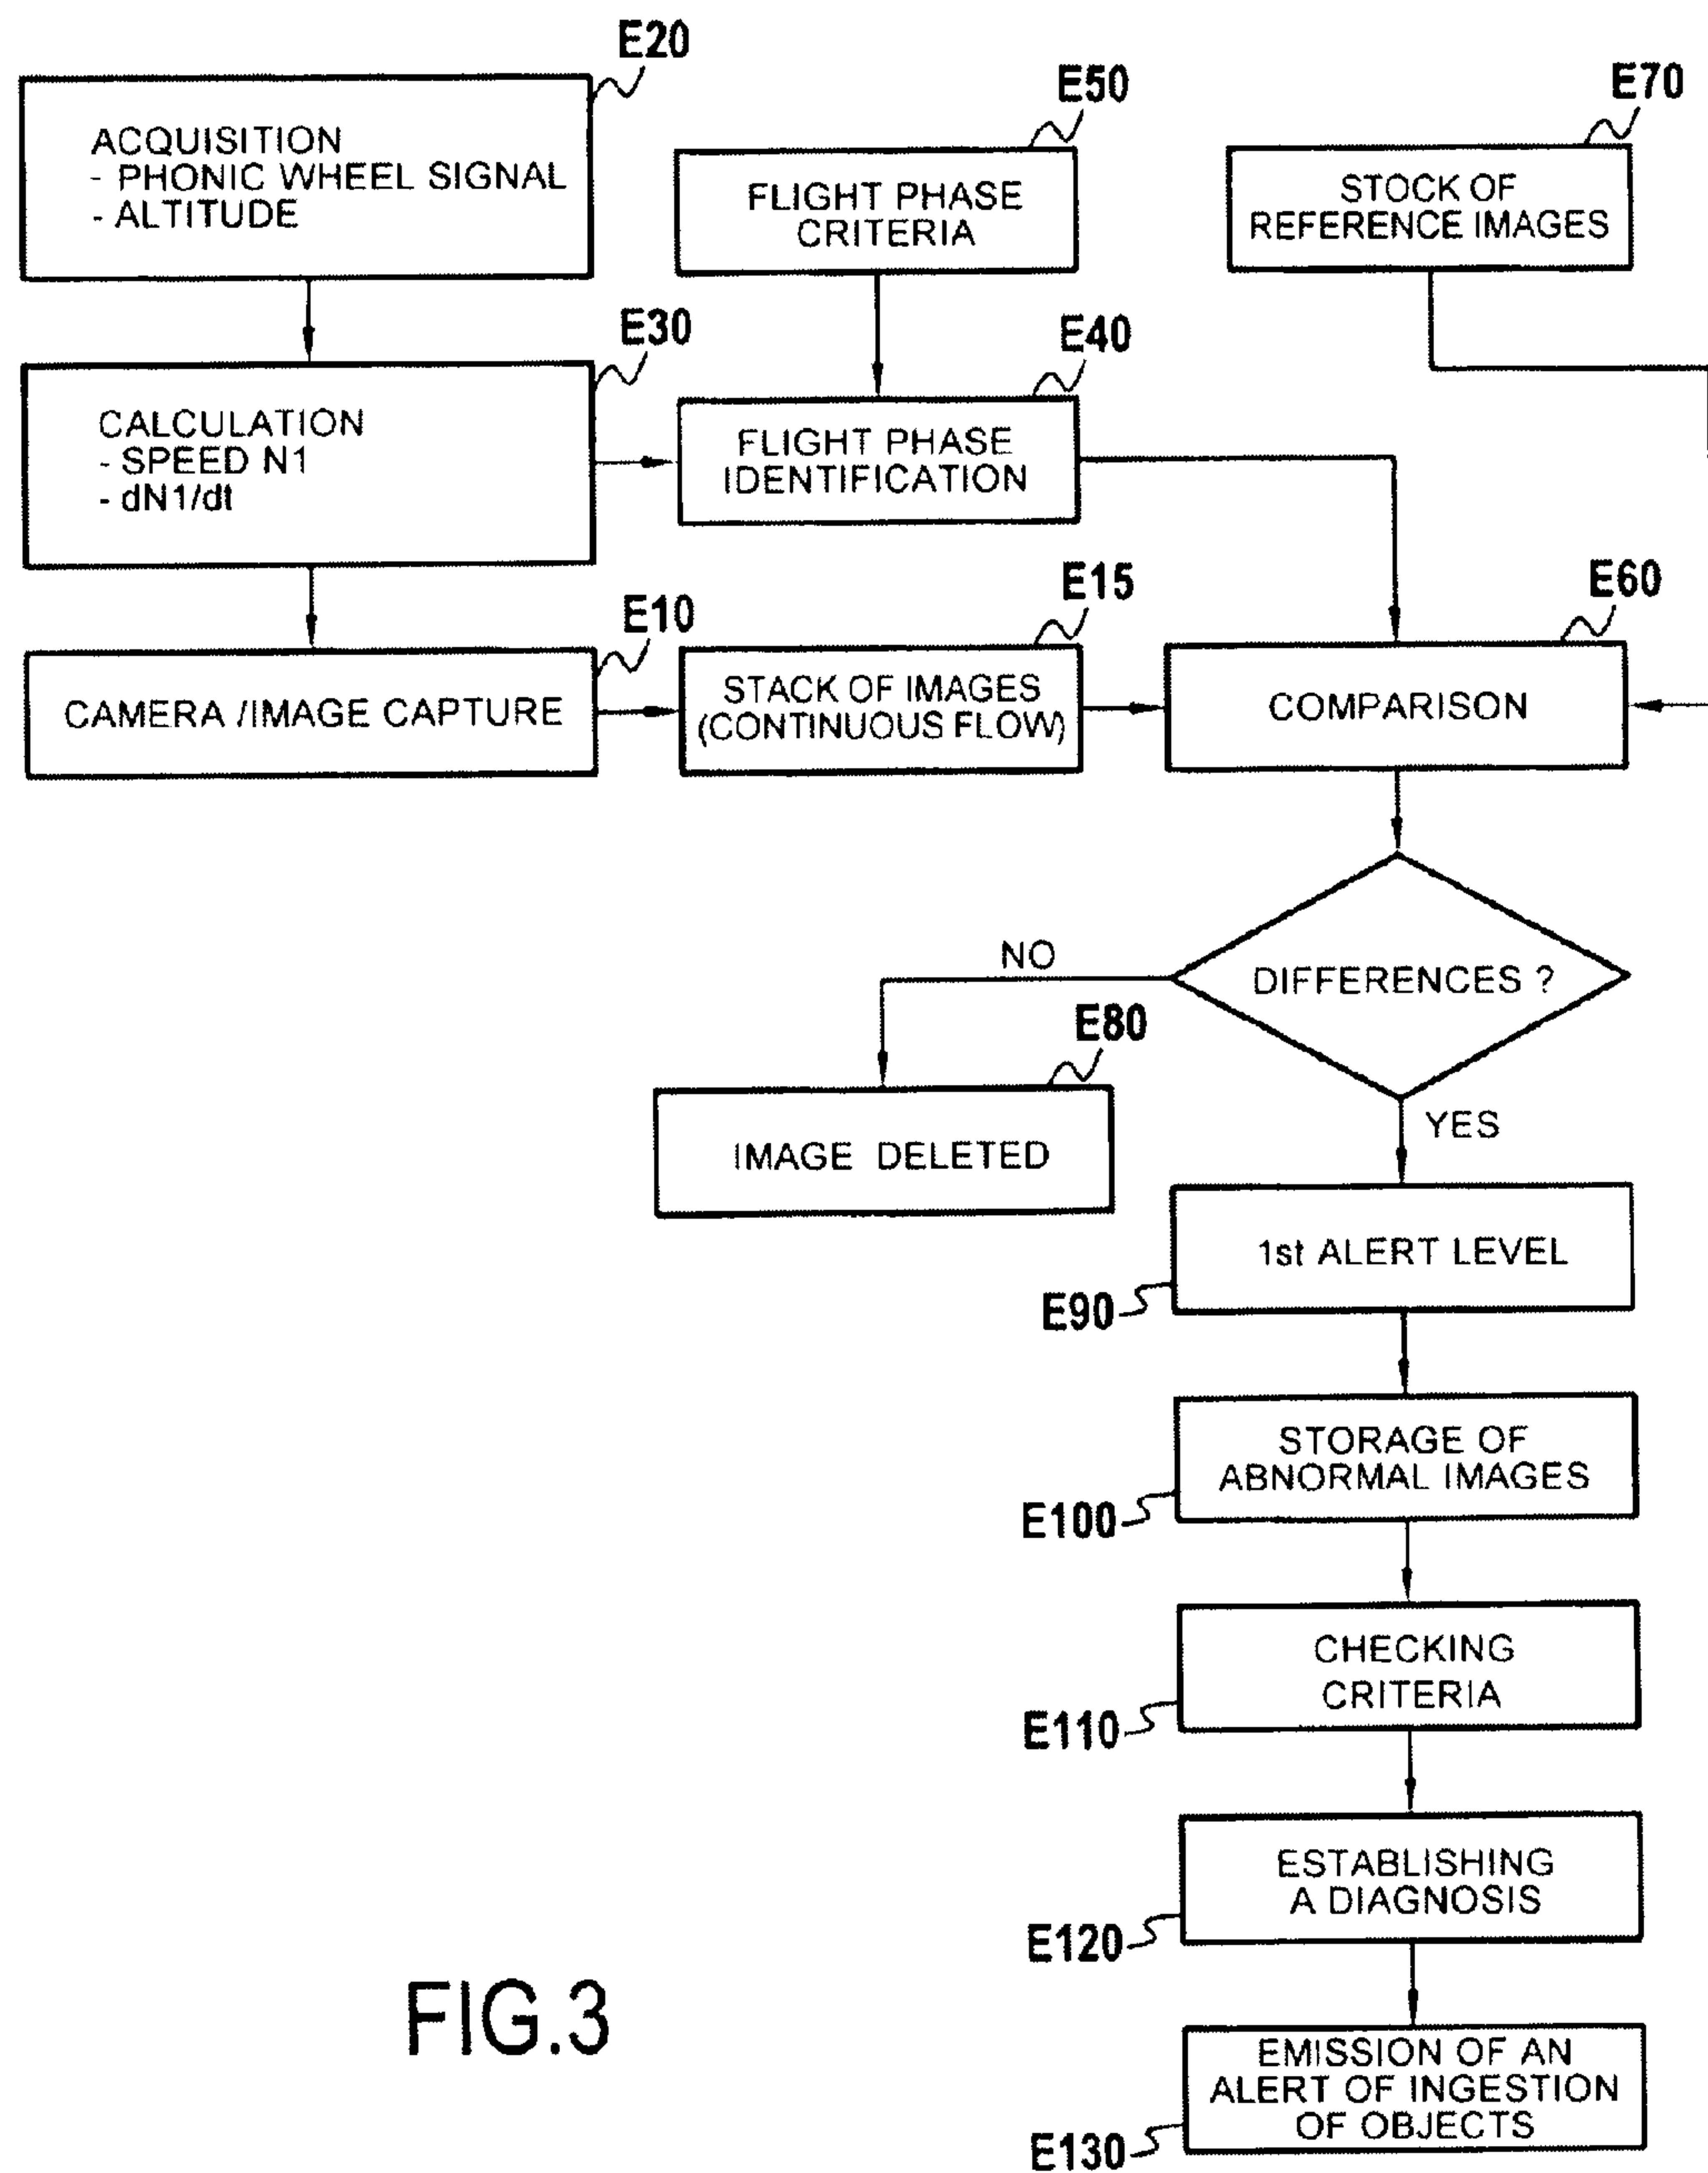 E20
ACQUISITION
- PHONIC WHEEL SIGNAL
- ALTITUDE
E50
FLIGHT PHASE
CRITERIA
E70
STOCK OF
REFERENCE IMAGES
E30
CALCULATION
- SPEED N1
- dN1/dt
E40
FLIGHT PHASE
IDENTIFICATION
E10
CAMERA /IMAGE CAPTURE
E15
STACK OF IMAGES
(CONTINUOUS FLOW)
E60
COMPARISON
DIFFERENCES ?
NO
E80
IMAGE DELETED
YES
1st ALERT LEVEL
E90
STORAGE OF
ABNORMAL IMAGES
E100
CHECKING
CRITERIA
E110
ESTABLISHING
A DIAGNOSIS
E120
EMISSION OF AN
ALERT OF INGESTION
OF OBJECTS
E130
FIG.3